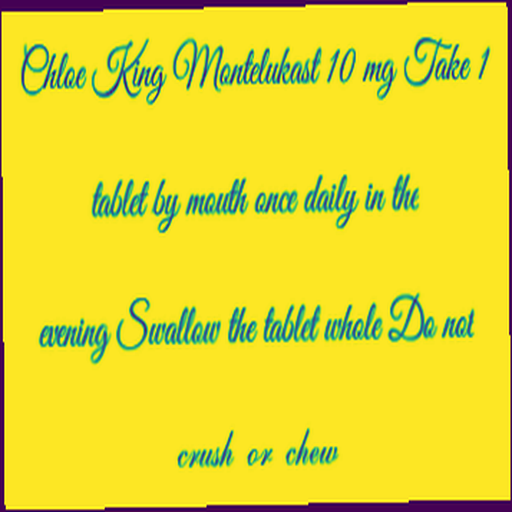 Chloe King Montelukast 10 mg Take 1
tablet by mouth once daily in the
evening Swallow the tablet whole Do not
crush or chew